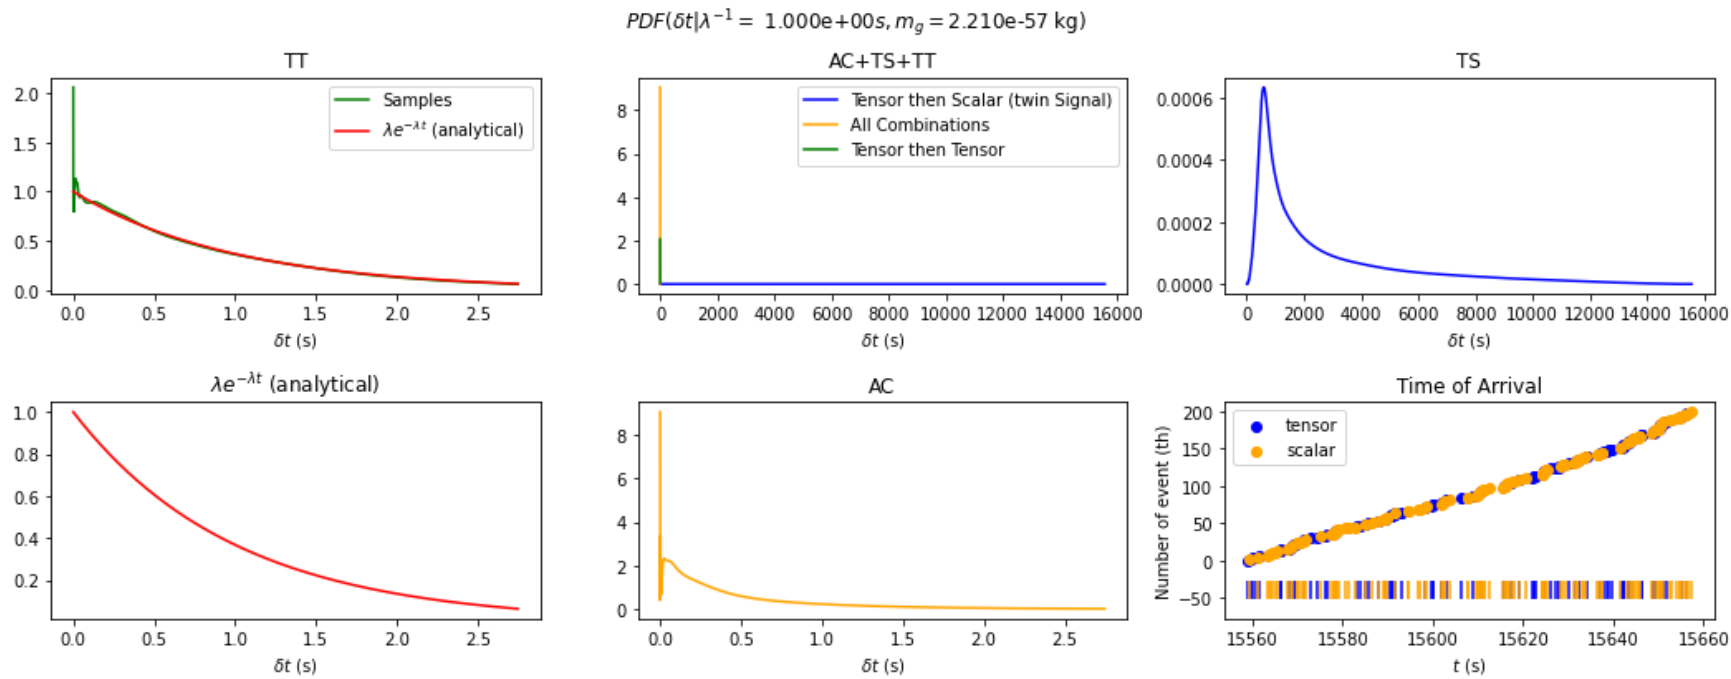 PDF(δt|λ⁻¹ = 1.000e+00s, m_g = 2.210e-57 kg)
TT
2.0
1.5
1.0
0.5
0.0
Samples
λe^{−λt} (analytical)
0.0 0.5 1.0 1.5 2.0 2.5
δt (s)
AC+TS+TT
8
6
4
2
0
Tensor then Scalar (twin Signal)
All Combinations
Tensor then Tensor
0 2000 4000 6000 8000 10000 12000 14000 16000
δt (s)
TS
0.0006
0.0004
0.0002
0.0000
0 2000 4000 6000 8000 10000 12000 14000 16000
δt (s)
λe^{−λt} (analytical)
1.0
0.8
0.6
0.4
0.2
0.0 0.5 1.0 1.5 2.0 2.5
δt (s)
AC
8
6
4
2
0
0.0 0.5 1.0 1.5 2.0 2.5
δt (s)
Time of Arrival
Number of event (th)
200
150
100
50
0
−50
tensor
scalar
15560 15580 15600 15620 15640 15660
t (s)